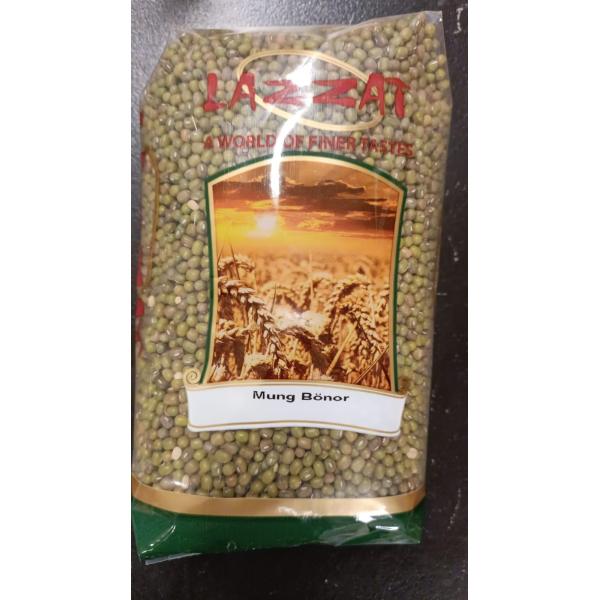 LAZZAT
A WORLD OF FINER TASTES
Mung Bönor